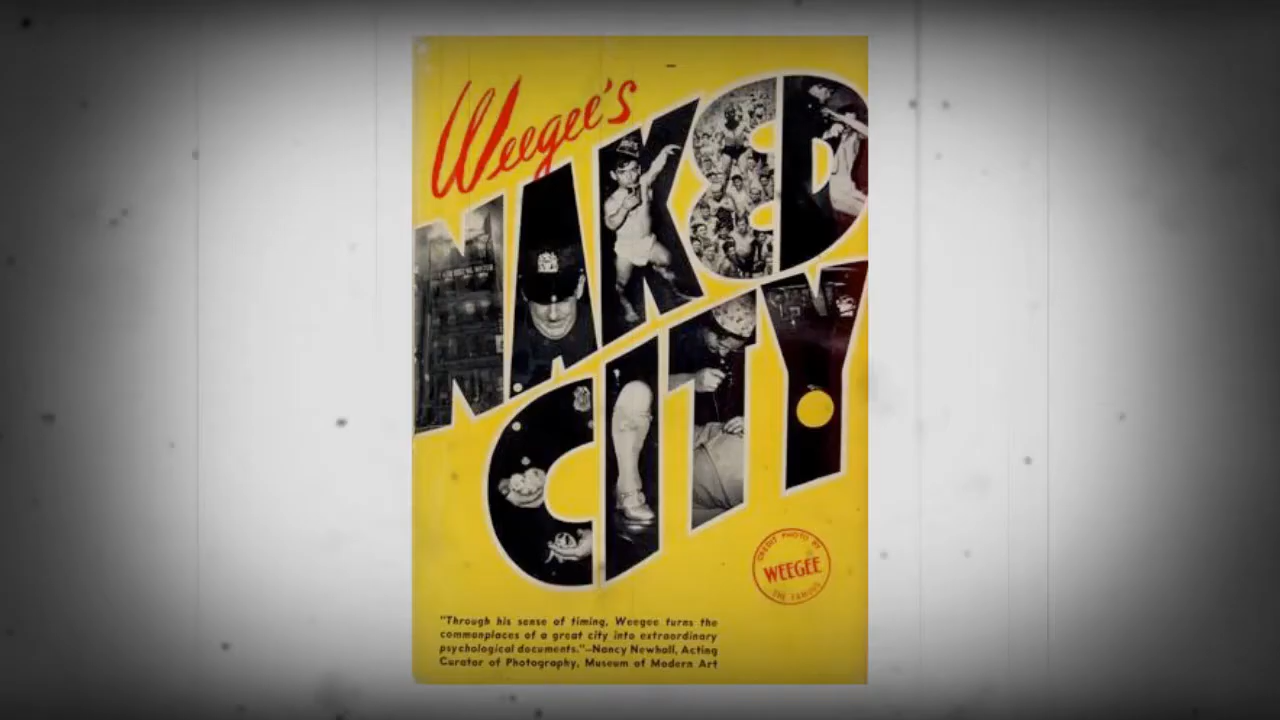 Weegee's
NAKED
CITY
CREDIT PHOTO BY
WEEGEE
THE FAMOUS
"Through his sense of timing, Weegee turns the
commonplaces of a great city into extraordinary
psychological documents."—Nancy Newhall, Acting
Curator of Photography, Museum of Modern Art